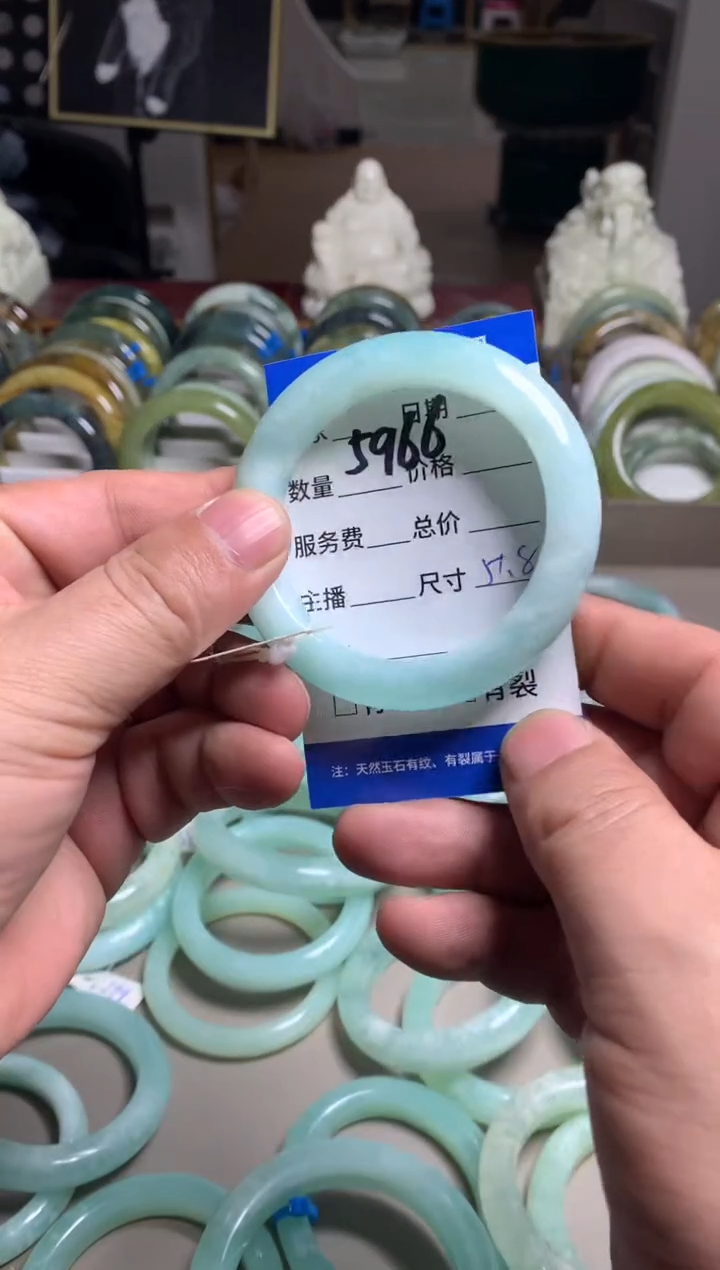 日期
5966
数量 价格
服务费 总价
主播 尺寸 57.8
有裂
注：天然玉石有纹、有裂属于